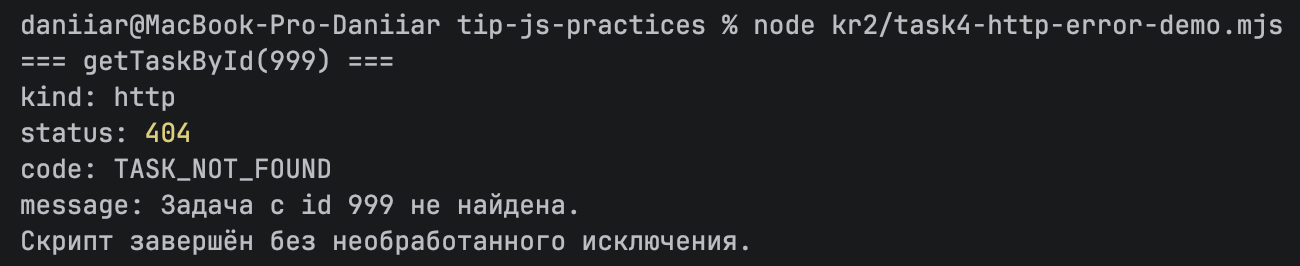 daniiar@MacBook-Pro-Daniiar tip-js-practices % node kr2/task4-http-error-demo.mjs
=== getTaskById(999) ===
kind: http
status: 404
code: TASK_NOT_FOUND
message: Задача с id 999 не найдена.
Скрипт завершён без необработанного исключения.